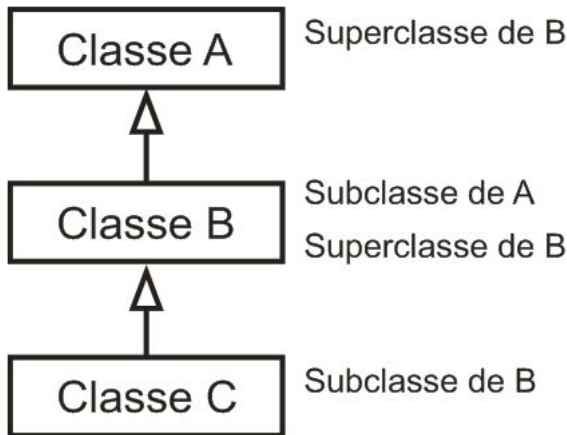 Classe A
Superclasse de B
Classe B
Subclasse de A
Superclasse de B
Classe C
Subclasse de B